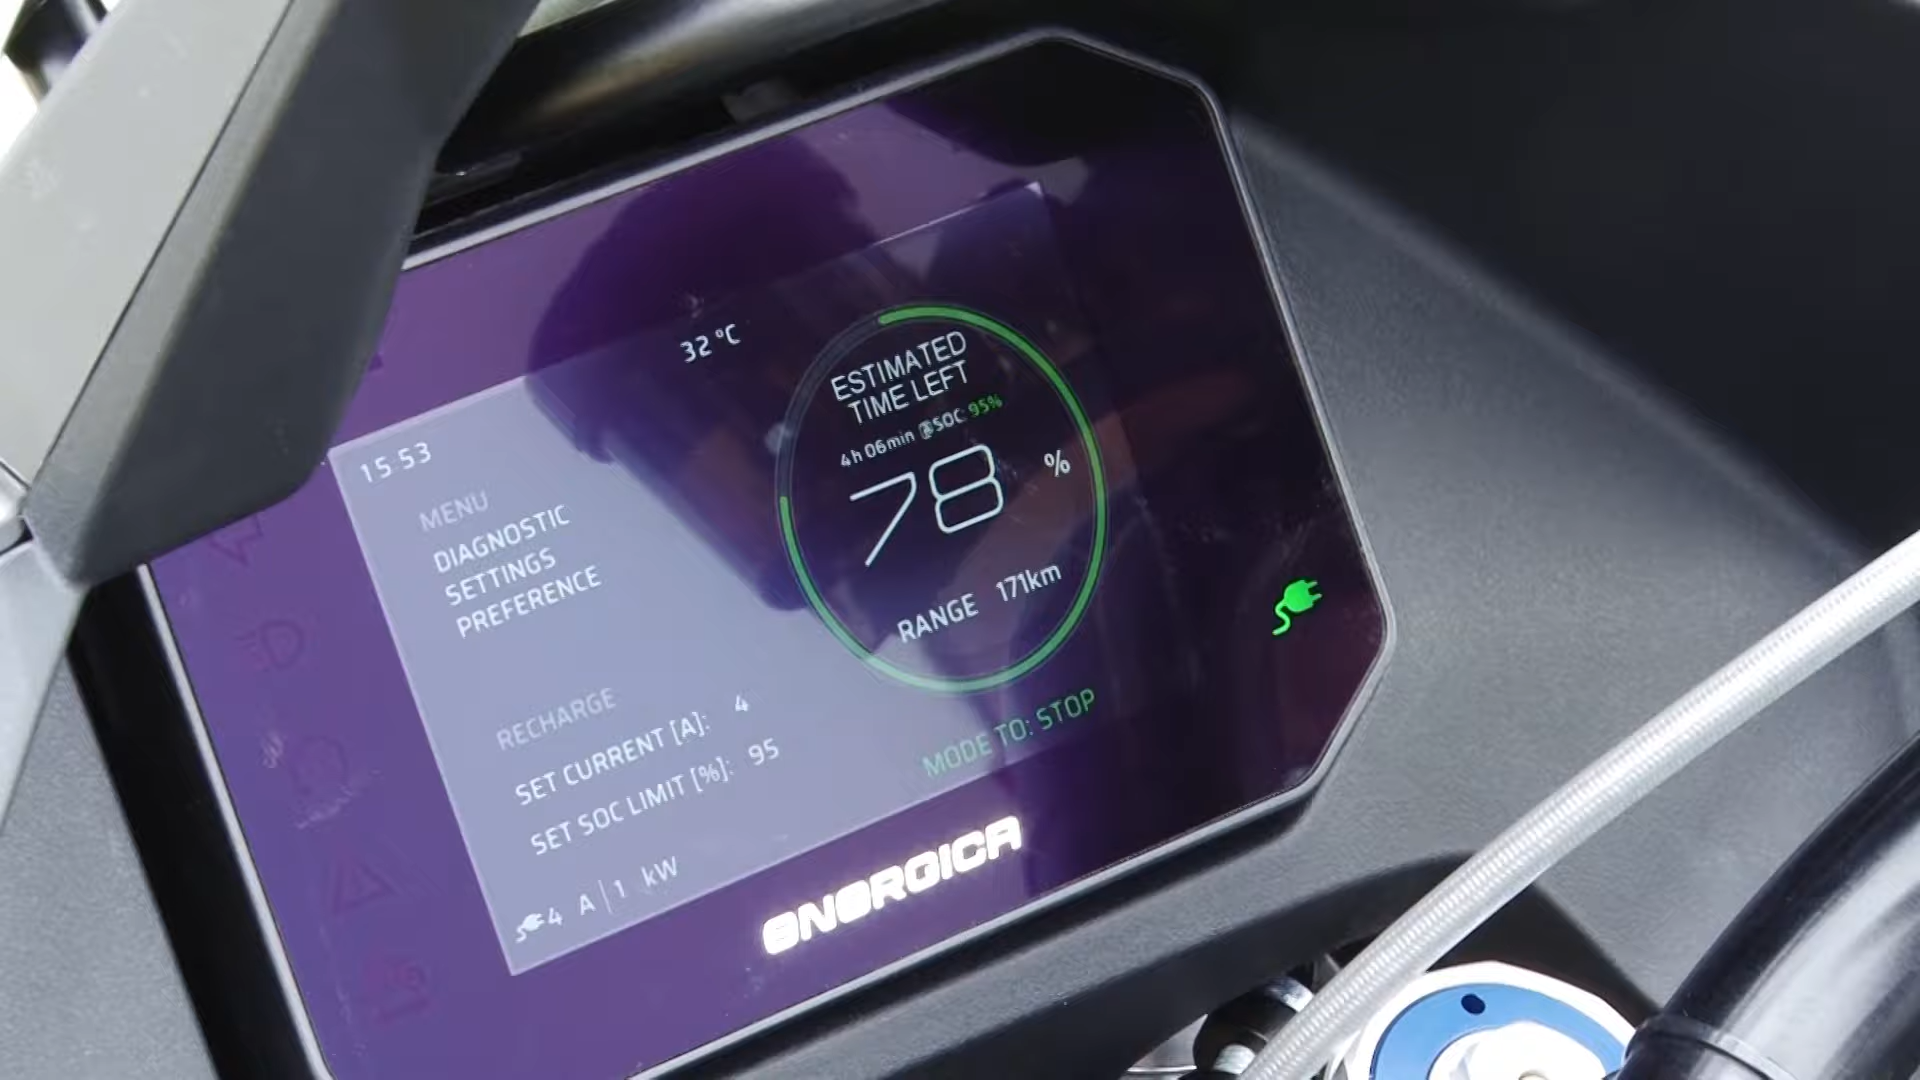 32 °C
15:53
ESTIMATED
TIME LEFT
4h 06min @SOC: 95%
78 %
RANGE 171km
MENU
DIAGNOSTIC
SETTINGS
PREFERENCE
RECHARGE
SET CURRENT [A]: 4
SET SOC LIMIT [%]: 95
MODE TO: STOP
4 A | 1 kW
ENERGICA